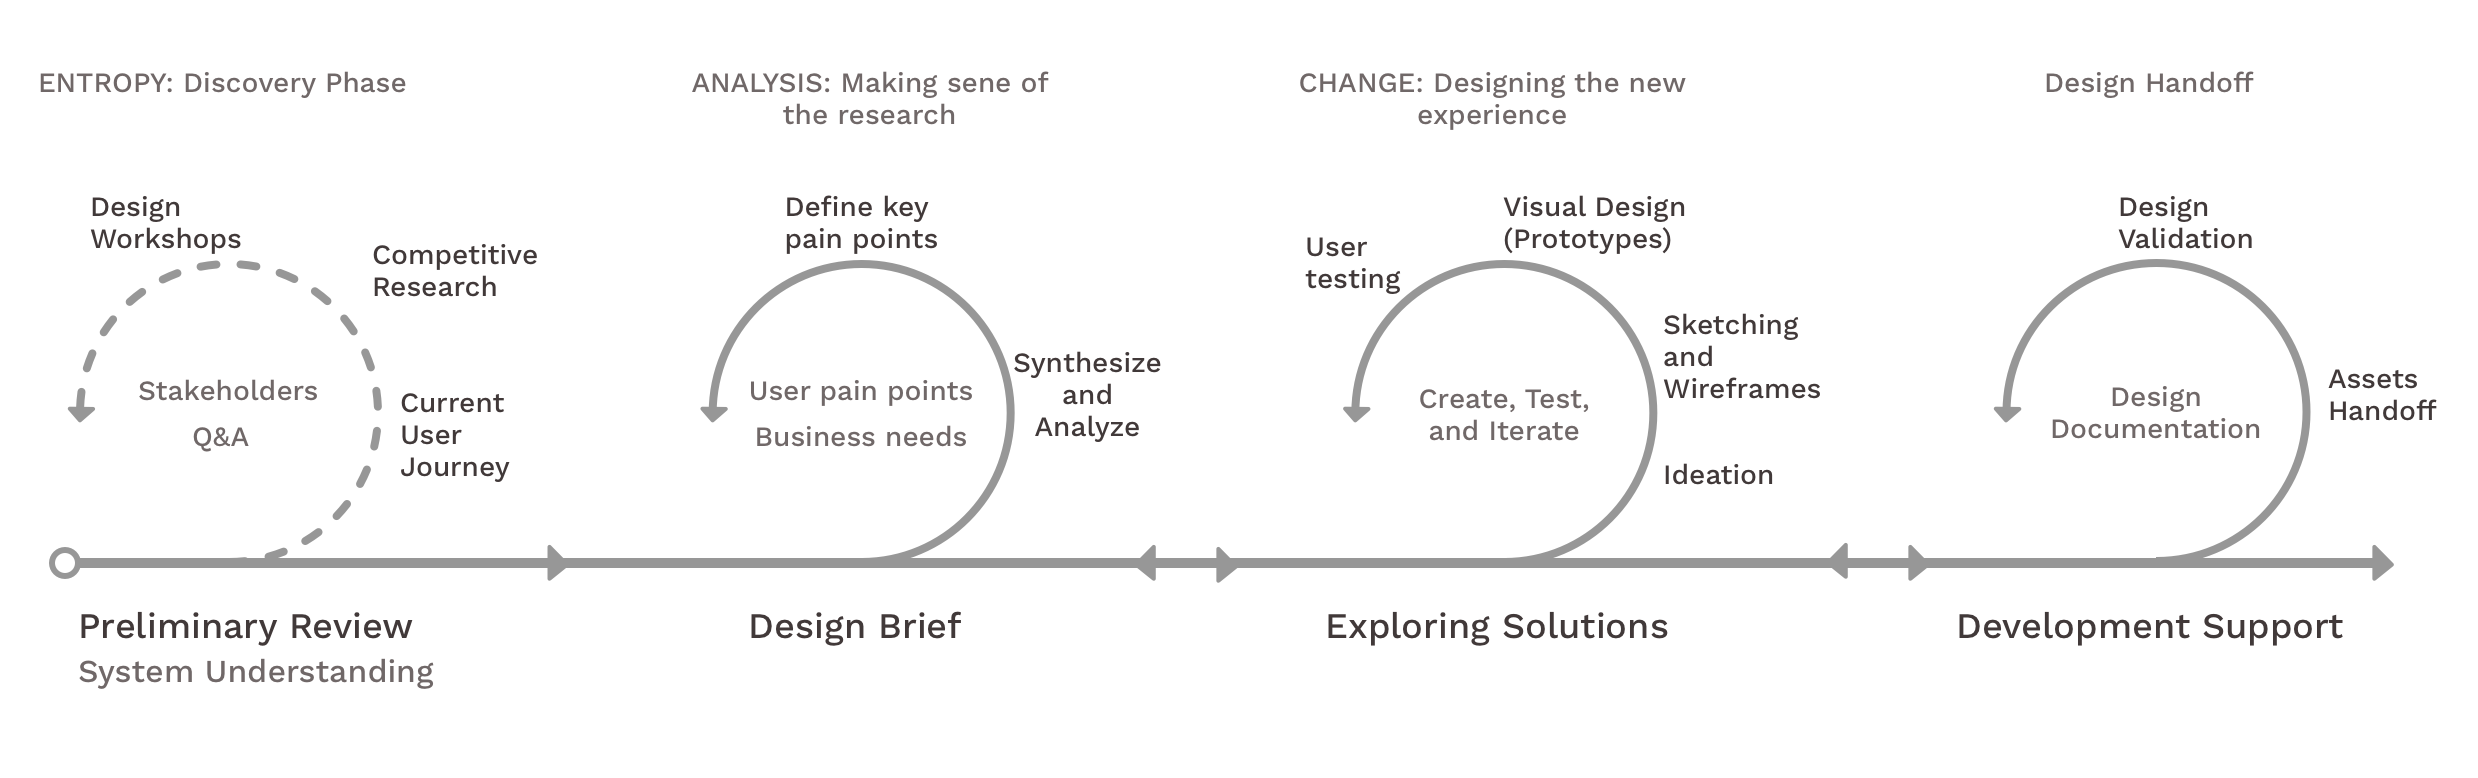 ENTROPY: Discovery Phase
ANALYSIS: Making sene of
the research
CHANGE: Designing the new
experience
Design Handoff
Design
Workshops
Competitive
Research
Stakeholders
Q&A
Current
User
Journey
Define key
pain points
User pain points
Business needs
Synthesize
and
Analyze
User
testing
Visual Design
(Prototypes)
Sketching
and
Wireframes
Create, Test,
and Iterate
Ideation
Design
Validation
Design
Documentation
Assets
Handoff
Preliminary Review
System Understanding
Design Brief
Exploring Solutions
Development Support